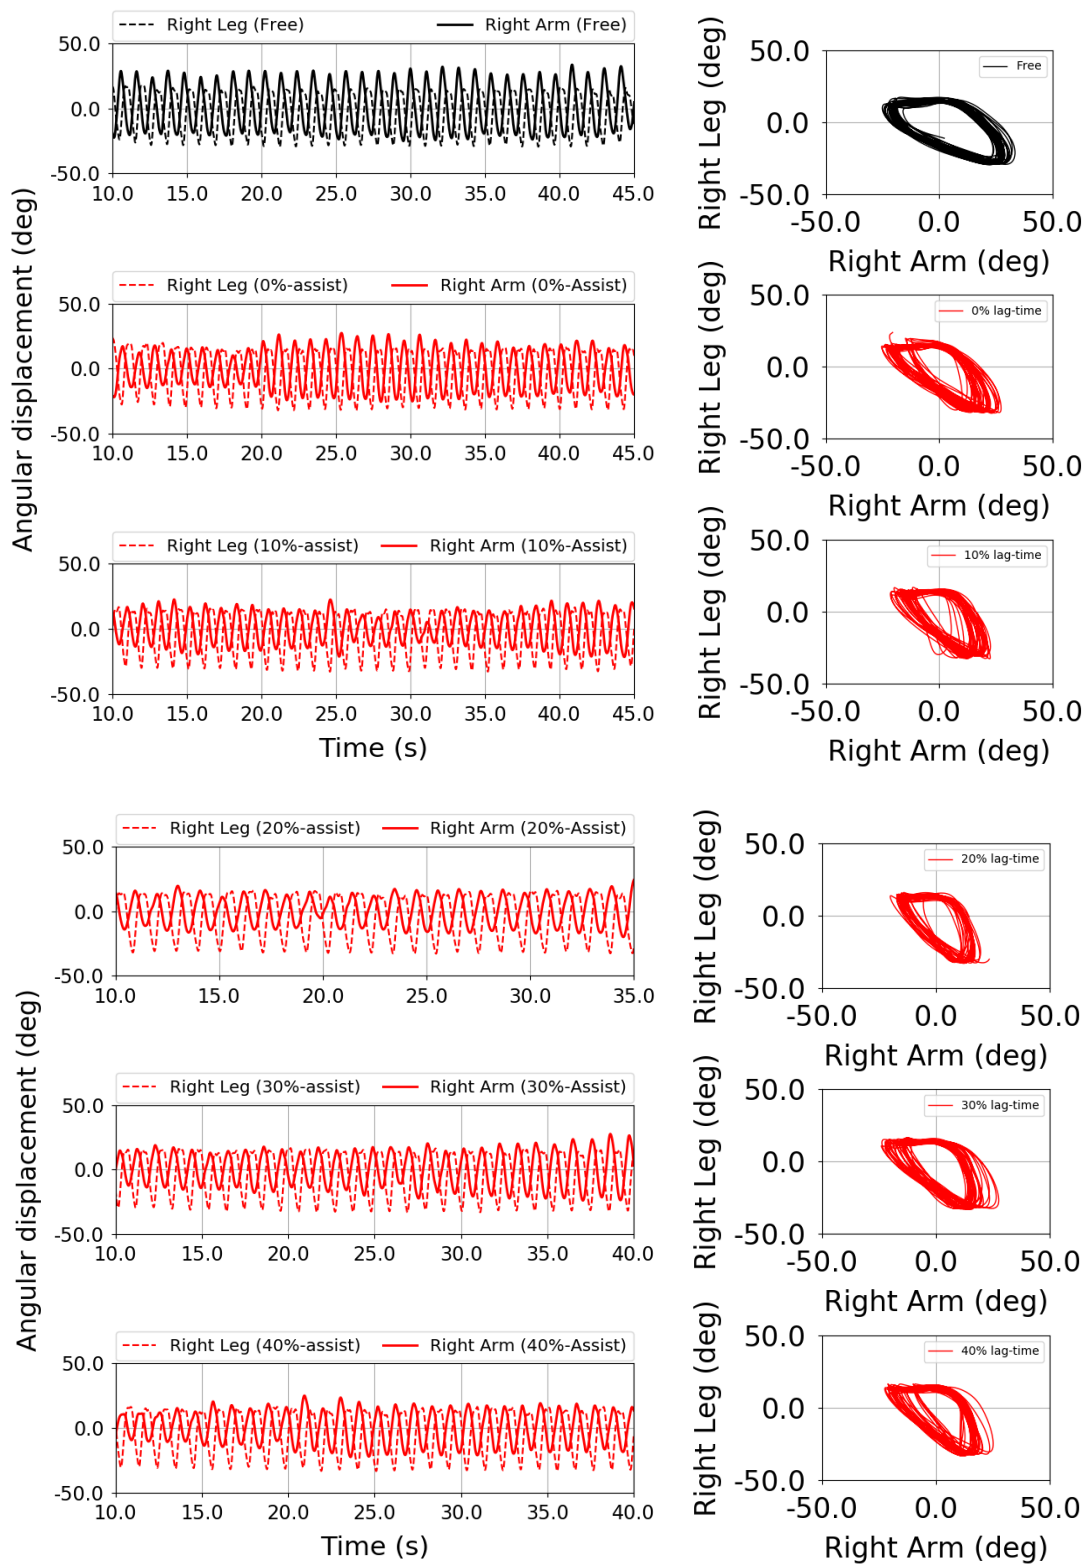 Right Leg (Free) Right Arm (Free)
50.0
0.0
-50.0
10.0 15.0 20.0 25.0 30.0 35.0 40.0 45.0
Right Leg (deg)
50.0
0.0
-50.0
Free
-50.0 0.0 50.0
Right Arm (deg)
Angular displacement (deg)
Right Leg (0%-assist) Right Arm (0%-Assist)
50.0
0.0
-50.0
10.0 15.0 20.0 25.0 30.0 35.0 40.0 45.0
Right Leg (deg)
50.0
0.0
-50.0
0% lag-time
-50.0 0.0 50.0
Right Arm (deg)
Right Leg (10%-assist) Right Arm (10%-Assist)
50.0
0.0
-50.0
10.0 15.0 20.0 25.0 30.0 35.0 40.0 45.0
Time (s)
Right Leg (deg)
50.0
0.0
-50.0
10% lag-time
-50.0 0.0 50.0
Right Arm (deg)
Right Leg (20%-assist) Right Arm (20%-Assist)
50.0
0.0
-50.0
10.0 15.0 20.0 25.0 30.0 35.0
Right Leg (deg)
50.0
0.0
-50.0
20% lag-time
-50.0 0.0 50.0
Right Arm (deg)
Angular displacement (deg)
Right Leg (30%-assist) Right Arm (30%-Assist)
50.0
0.0
-50.0
10.0 15.0 20.0 25.0 30.0 35.0 40.0
Right Leg (deg)
50.0
0.0
-50.0
30% lag-time
-50.0 0.0 50.0
Right Arm (deg)
Right Leg (40%-assist) Right Arm (40%-Assist)
50.0
0.0
-50.0
10.0 15.0 20.0 25.0 30.0 35.0 40.0
Time (s)
Right Leg (deg)
50.0
0.0
-50.0
40% lag-time
-50.0 0.0 50.0
Right Arm (deg)